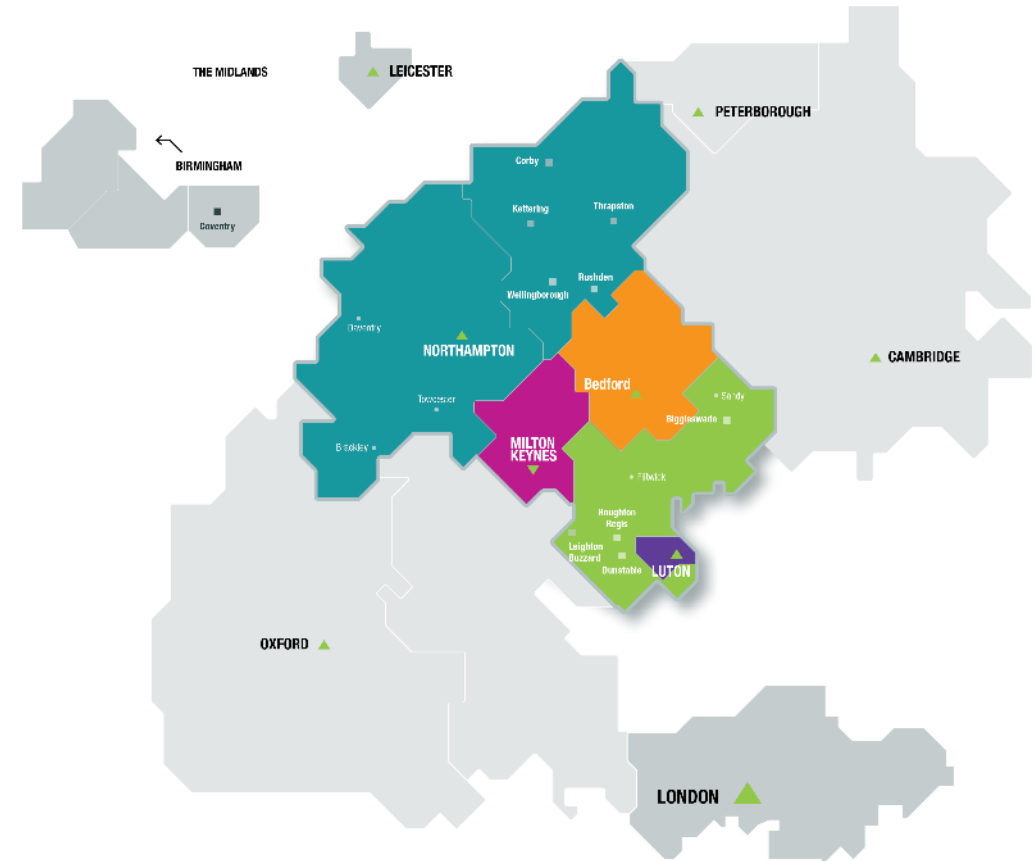 THE MIDLANDS
LEICESTER
PETERBOROUGH
BIRMINGHAM
Coventry
Corby
Kettering
Thrapston
Rushden
Wellingborough
Daventry
NORTHAMPTON
CAMBRIDGE
Bedford
Towcester
Sandy
Biggleswade
Brackley
MILTON
KEYNES
Flitwick
Houghton
Regis
Leighton
Buzzard
Dunstable
LUTON
OXFORD
LONDON